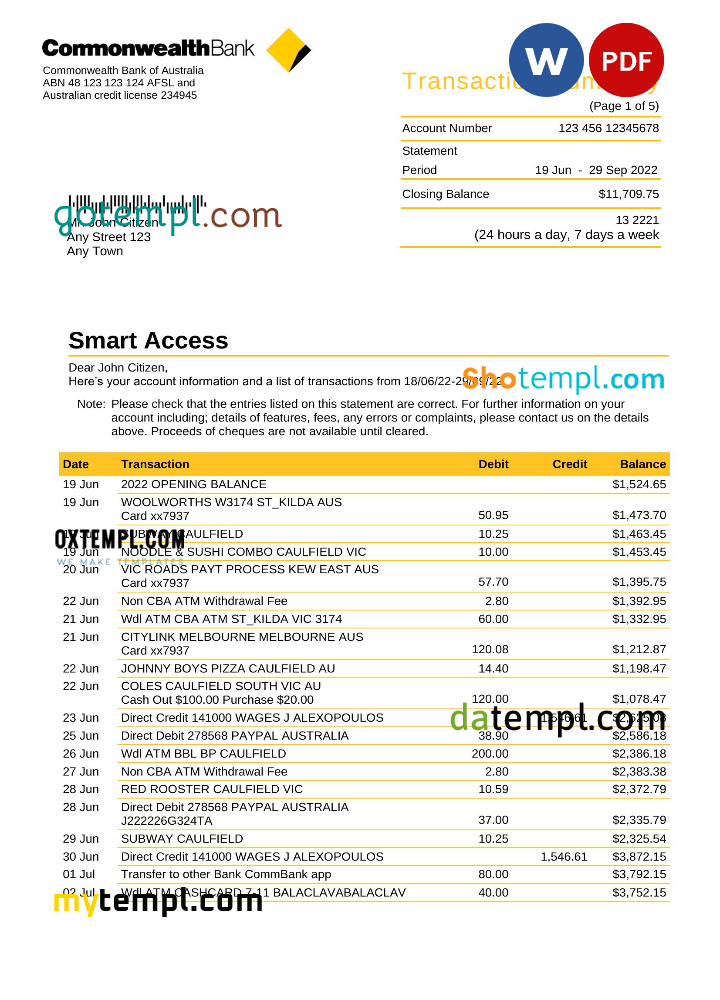 CommonwealthBank
Commonwealth Bank of Australia
ABN 48 123 123 124 AFSL and
Australian credit license 234945
W PDF
(Page 1 of 5)
Account Number 123 456 12345678
Statement
Period 19 Jun - 29 Sep 2022
Closing Balance $11,709.75
13 2221
(24 hours a day, 7 days a week
gotempl.com
Mr. John Citizen
Any Street 123
Any Town
Smart Access
Dear John Citizen,
Here's your account information and a list of transactions from 18/06/22-29/09/22
Shotempl.com
Note: Please check that the entries listed on this statement are correct. For further information on your
account including; details of features, fees, any errors or complaints, please contact us on the details
above. Proceeds of cheques are not available until cleared.
Date Transaction Debit Credit Balance
19 Jun 2022 OPENING BALANCE $1,524.65
19 Jun WOOLWORTHS W3174 ST_KILDA AUS
Card xx7937 50.95 $1,473.70
19 Jun SUBWAY CAULFIELD 10.25 $1,463.45
OXTEMPL.COM
19 Jun NOODLE & SUSHI COMBO CAULFIELD VIC 10.00 $1,453.45
WE MAKE TEMPLATES
20 Jun VIC ROADS PAYT PROCESS KEW EAST AUS
Card xx7937 57.70 $1,395.75
22 Jun Non CBA ATM Withdrawal Fee 2.80 $1,392.95
21 Jun Wdl ATM CBA ATM ST_KILDA VIC 3174 60.00 $1,332.95
21 Jun CITYLINK MELBOURNE MELBOURNE AUS
Card xx7937 120.08 $1,212.87
22 Jun JOHNNY BOYS PIZZA CAULFIELD AU 14.40 $1,198.47
22 Jun COLES CAULFIELD SOUTH VIC AU
Cash Out $100.00 Purchase $20.00 120.00 $1,078.47
23 Jun Direct Credit 141000 WAGES J ALEXOPOULOS 1,546.61 $2,625.08
datempl.com
25 Jun Direct Debit 278568 PAYPAL AUSTRALIA 38.90 $2,586.18
26 Jun Wdl ATM BBL BP CAULFIELD 200.00 $2,386.18
27 Jun Non CBA ATM Withdrawal Fee 2.80 $2,383.38
28 Jun RED ROOSTER CAULFIELD VIC 10.59 $2,372.79
28 Jun Direct Debit 278568 PAYPAL AUSTRALIA
J222226G324TA 37.00 $2,335.79
29 Jun SUBWAY CAULFIELD 10.25 $2,325.54
30 Jun Direct Credit 141000 WAGES J ALEXOPOULOS 1,546.61 $3,872.15
01 Jul Transfer to other Bank CommBank app 80.00 $3,792.15
02 Jul Wdl ATM CASHCARD 7-11 BALACLAVABALACLAV 40.00 $3,752.15
mytempl.com